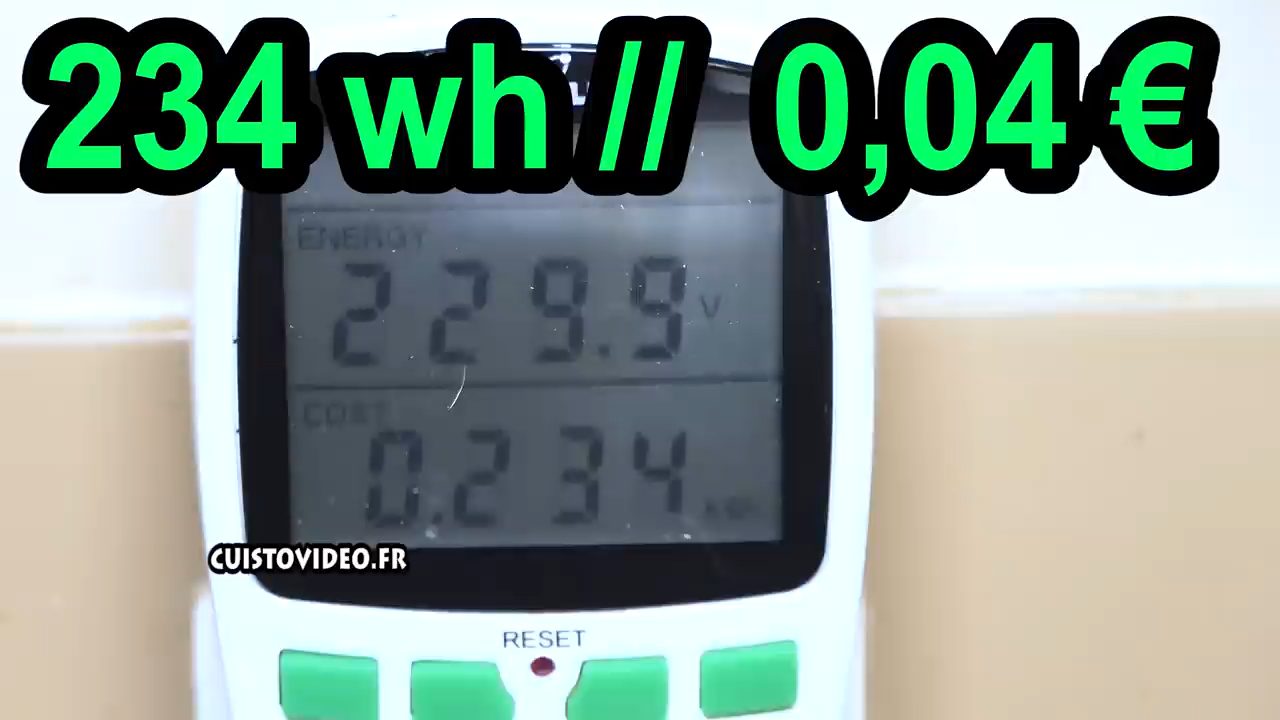 234 wh // 0,04 €
ENERGY
229.9 V
COST
0.234
CUISTOVIDEO.FR
RESET